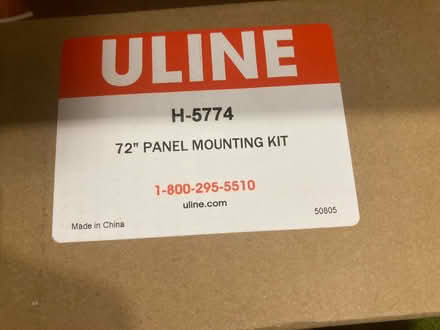 ULINE
H-5774
72" PANEL MOUNTING KIT
1-800-295-5510
uline.com
Made in China
50805